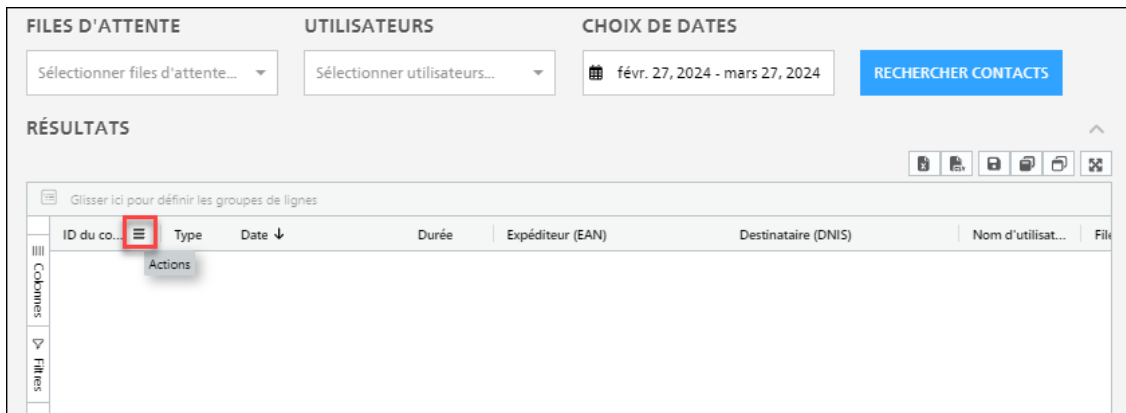 FILES D'ATTENTE UTILISATEURS CHOIX DE DATES
Sélectionner files d'attente... Sélectionner utilisateurs... févr. 27, 2024 - mars 27, 2024 RECHERCHER CONTACTS
RÉSULTATS
Glisser ici pour définir les groupes de lignes
ID du co... Type Date Durée Expéditeur (EAN) Destinataire (DNIS) Nom d'utilisat... File
Actions
Colonnes
Filtres